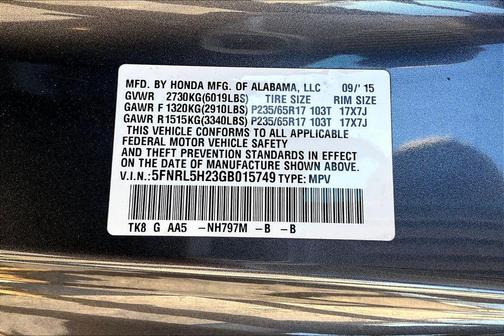 MFD. BY HONDA MFG. OF ALABAMA, LLC 09/'15
GVWR 2730KG(6019LBS) TIRE SIZE RIM SIZE
GAWR F 1320KG(2910LBS) P235/65R17 103T 17X7J
GAWR R1515KG(3340LBS) P235/65R17 103T 17X7J
THIS VEHICLE CONFORMS TO ALL APPLICABLE
FEDERAL MOTOR VEHICLE SAFETY
AND THEFT PREVENTION STANDARDS IN EFFECT
ON THE DATE OF MANUFACTURE SHOWN ABOVE.
V.I.N.:5FNRL5H23GB015749 TYPE: MPV
TK8 G AA5 -NH797M -B -B